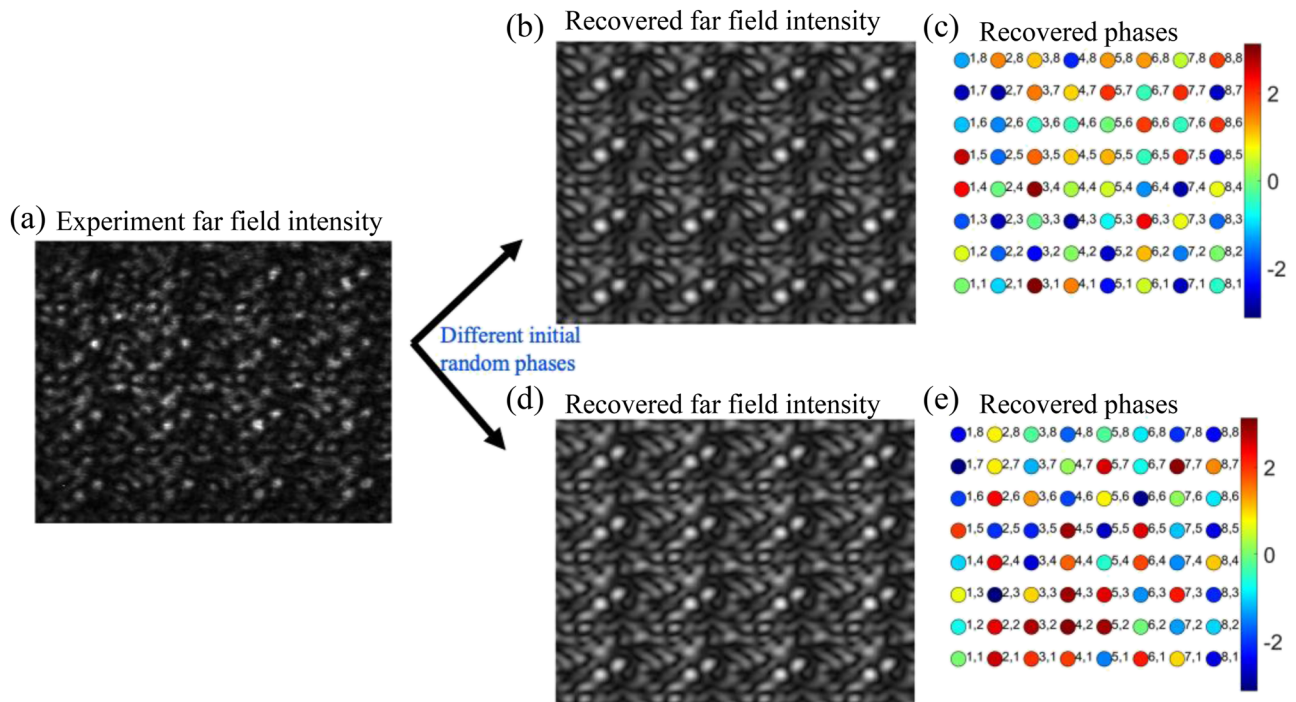 (a) Experiment far field intensity
Different initial
random phases
(b) Recovered far field intensity
(c) Recovered phases
1,8 2,8 3,8 4,8 5,8 6,8 7,8 8,8
1,7 2,7 3,7 4,7 5,7 6,7 7,7 8,7
1,6 2,6 3,6 4,6 5,6 6,6 7,6 8,6
1,5 2,5 3,5 4,5 5,5 6,5 7,5 8,5
1,4 2,4 3,4 4,4 5,4 6,4 7,4 8,4
1,3 2,3 3,3 4,3 5,3 6,3 7,3 8,3
1,2 2,2 3,2 4,2 5,2 6,2 7,2 8,2
1,1 2,1 3,1 4,1 5,1 6,1 7,1 8,1
2
0
-2
(d) Recovered far field intensity
(e) Recovered phases
1,8 2,8 3,8 4,8 5,8 6,8 7,8 8,8
1,7 2,7 3,7 4,7 5,7 6,7 7,7 8,7
1,6 2,6 3,6 4,6 5,6 6,6 7,6 8,6
1,5 2,5 3,5 4,5 5,5 6,5 7,5 8,5
1,4 2,4 3,4 4,4 5,4 6,4 7,4 8,4
1,3 2,3 3,3 4,3 5,3 6,3 7,3 8,3
1,2 2,2 3,2 4,2 5,2 6,2 7,2 8,2
1,1 2,1 3,1 4,1 5,1 6,1 7,1 8,1
2
0
-2